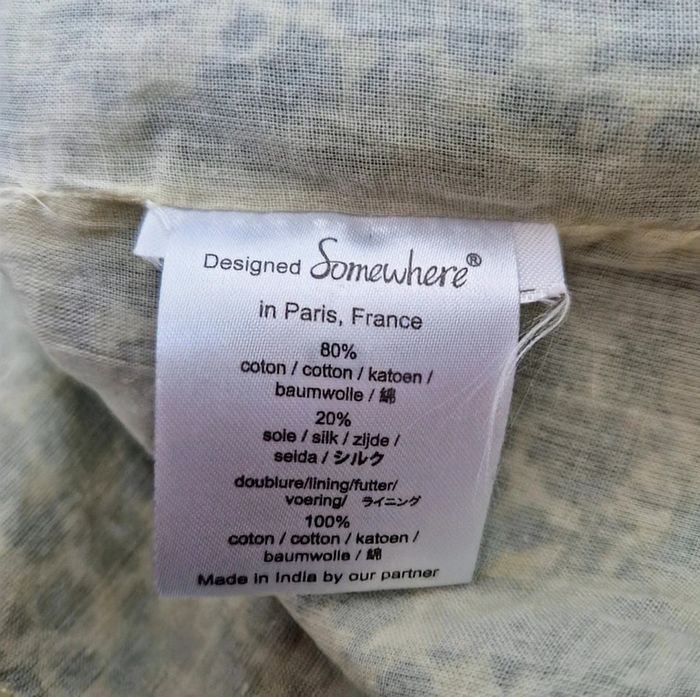 Designed Somewhere®
in Paris, France
80%
coton / cotton / katoen /
baumwolle / 綿
20%
soie / silk / zijde /
seida / シルク
doublure/lining/futter/
voering/ ライニング
100%
coton / cotton / katoen /
baumwolle / 綿
Made in India by our partner